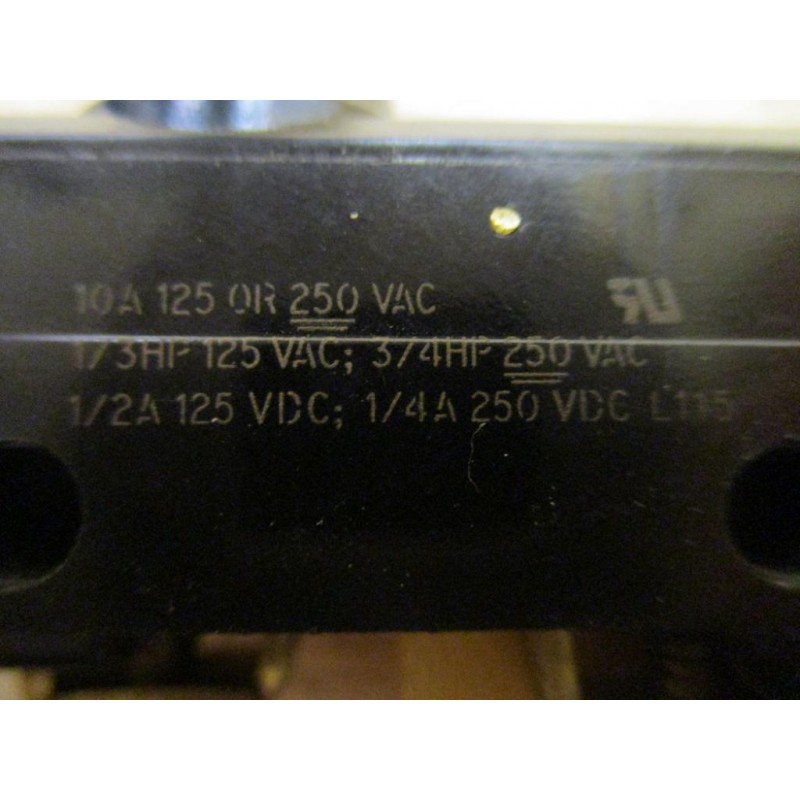 10A 125 OR 250 VAC
1/3HP 125 VAC; 3/4HP 250 VAC
1/2A 125 VDC; 1/4A 250 VDC L115